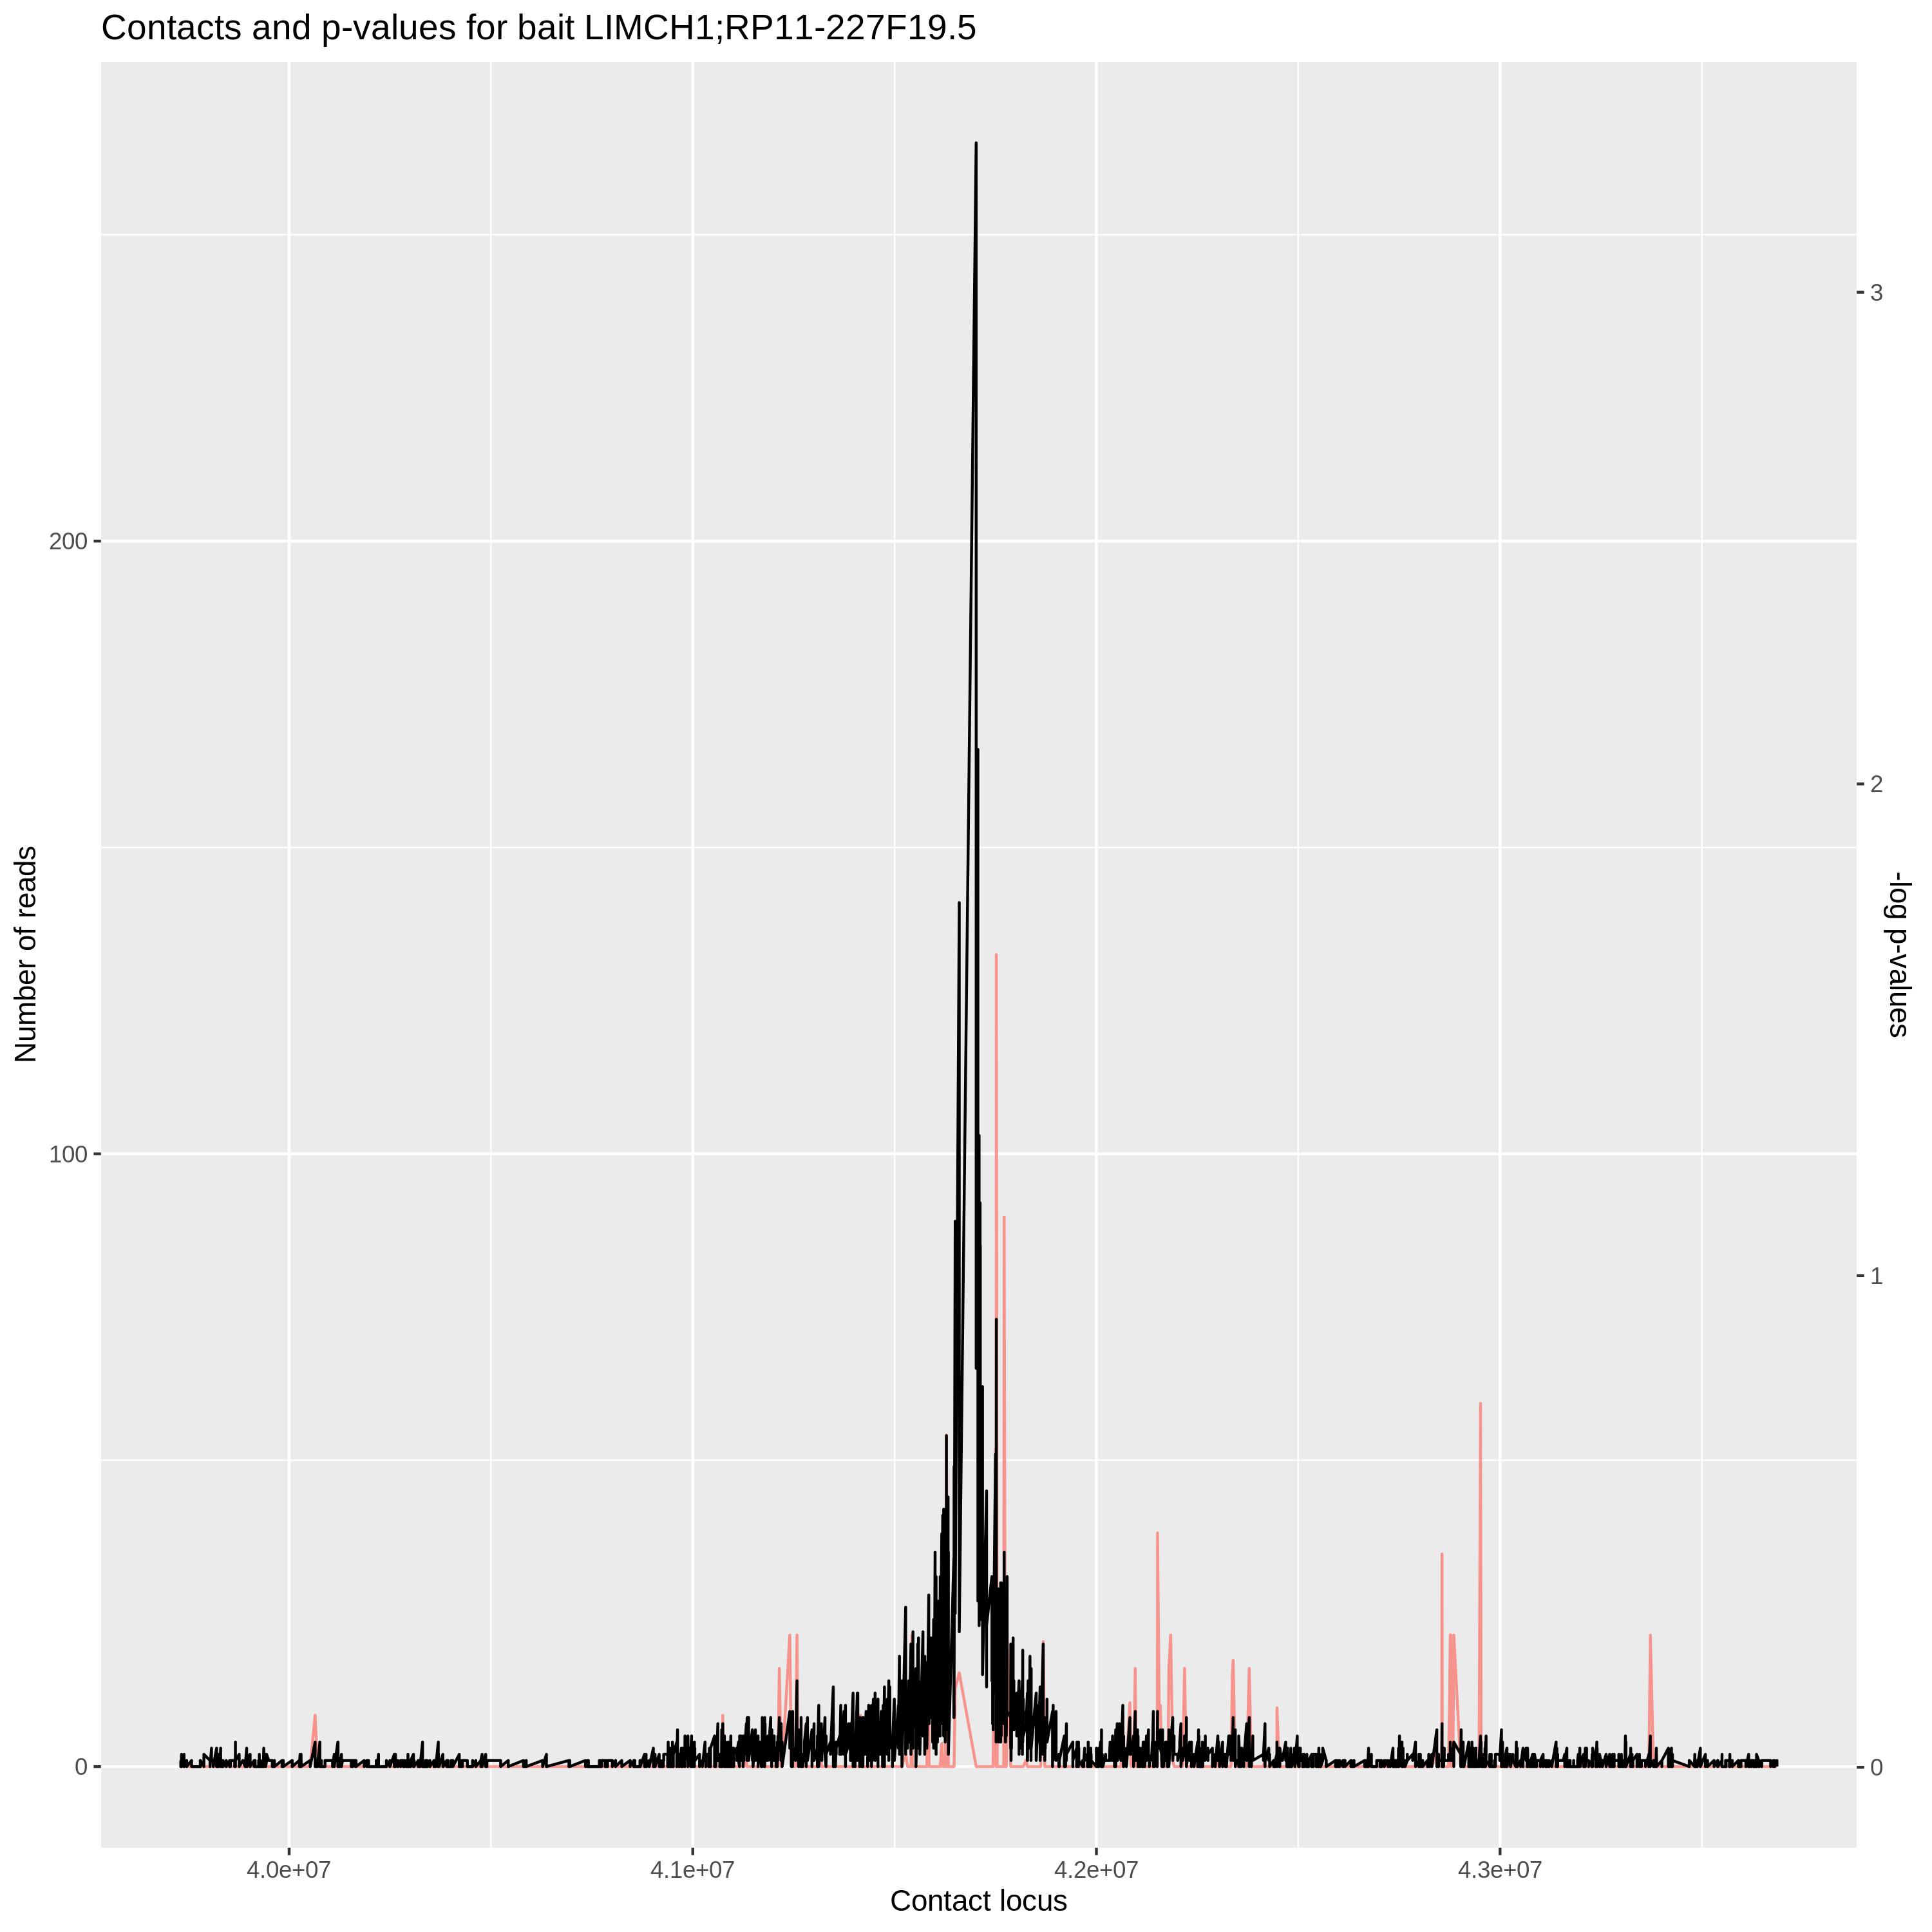 Contacts and p-values for bait LIMCH1;RP11-227F19.5
Number of reads
200
100
0
3
2
1
0
-log p-values
4.0e+07
4.1e+07
4.2e+07
4.3e+07
Contact locus